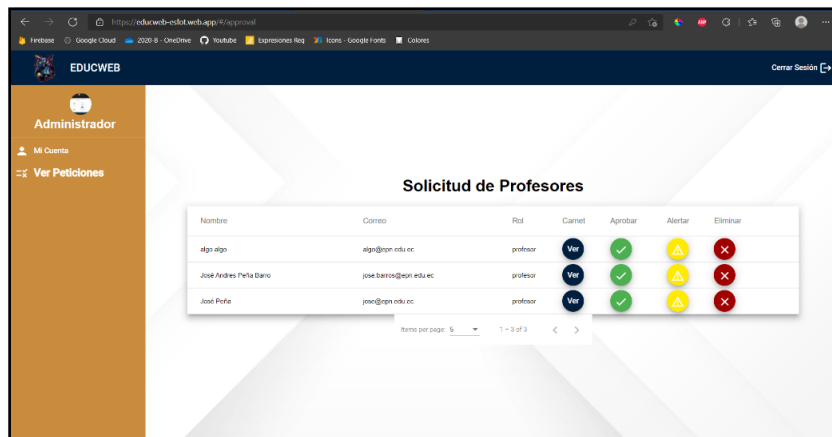 https://educweb-esfot.web.app/#/approval
Firebase Google Cloud 2020-B - OneDrive Youtube Expresiones Reg Icons - Google Fonts Colores
EDUCWEB Cerrar Sesión
Administrador
Mi Cuenta
Ver Peticiones
Solicitud de Profesores
Nombre Correo Rol Carnet Aprobar Alertar Eliminar
algo algo algo@epn.edu.ec profesor Ver
José Andres Peña Barro jose.barros@epn.edu.ec profesor Ver
José Peña jose@epn.edu.ec profesor Ver
Items per page: 5 1 – 3 of 3